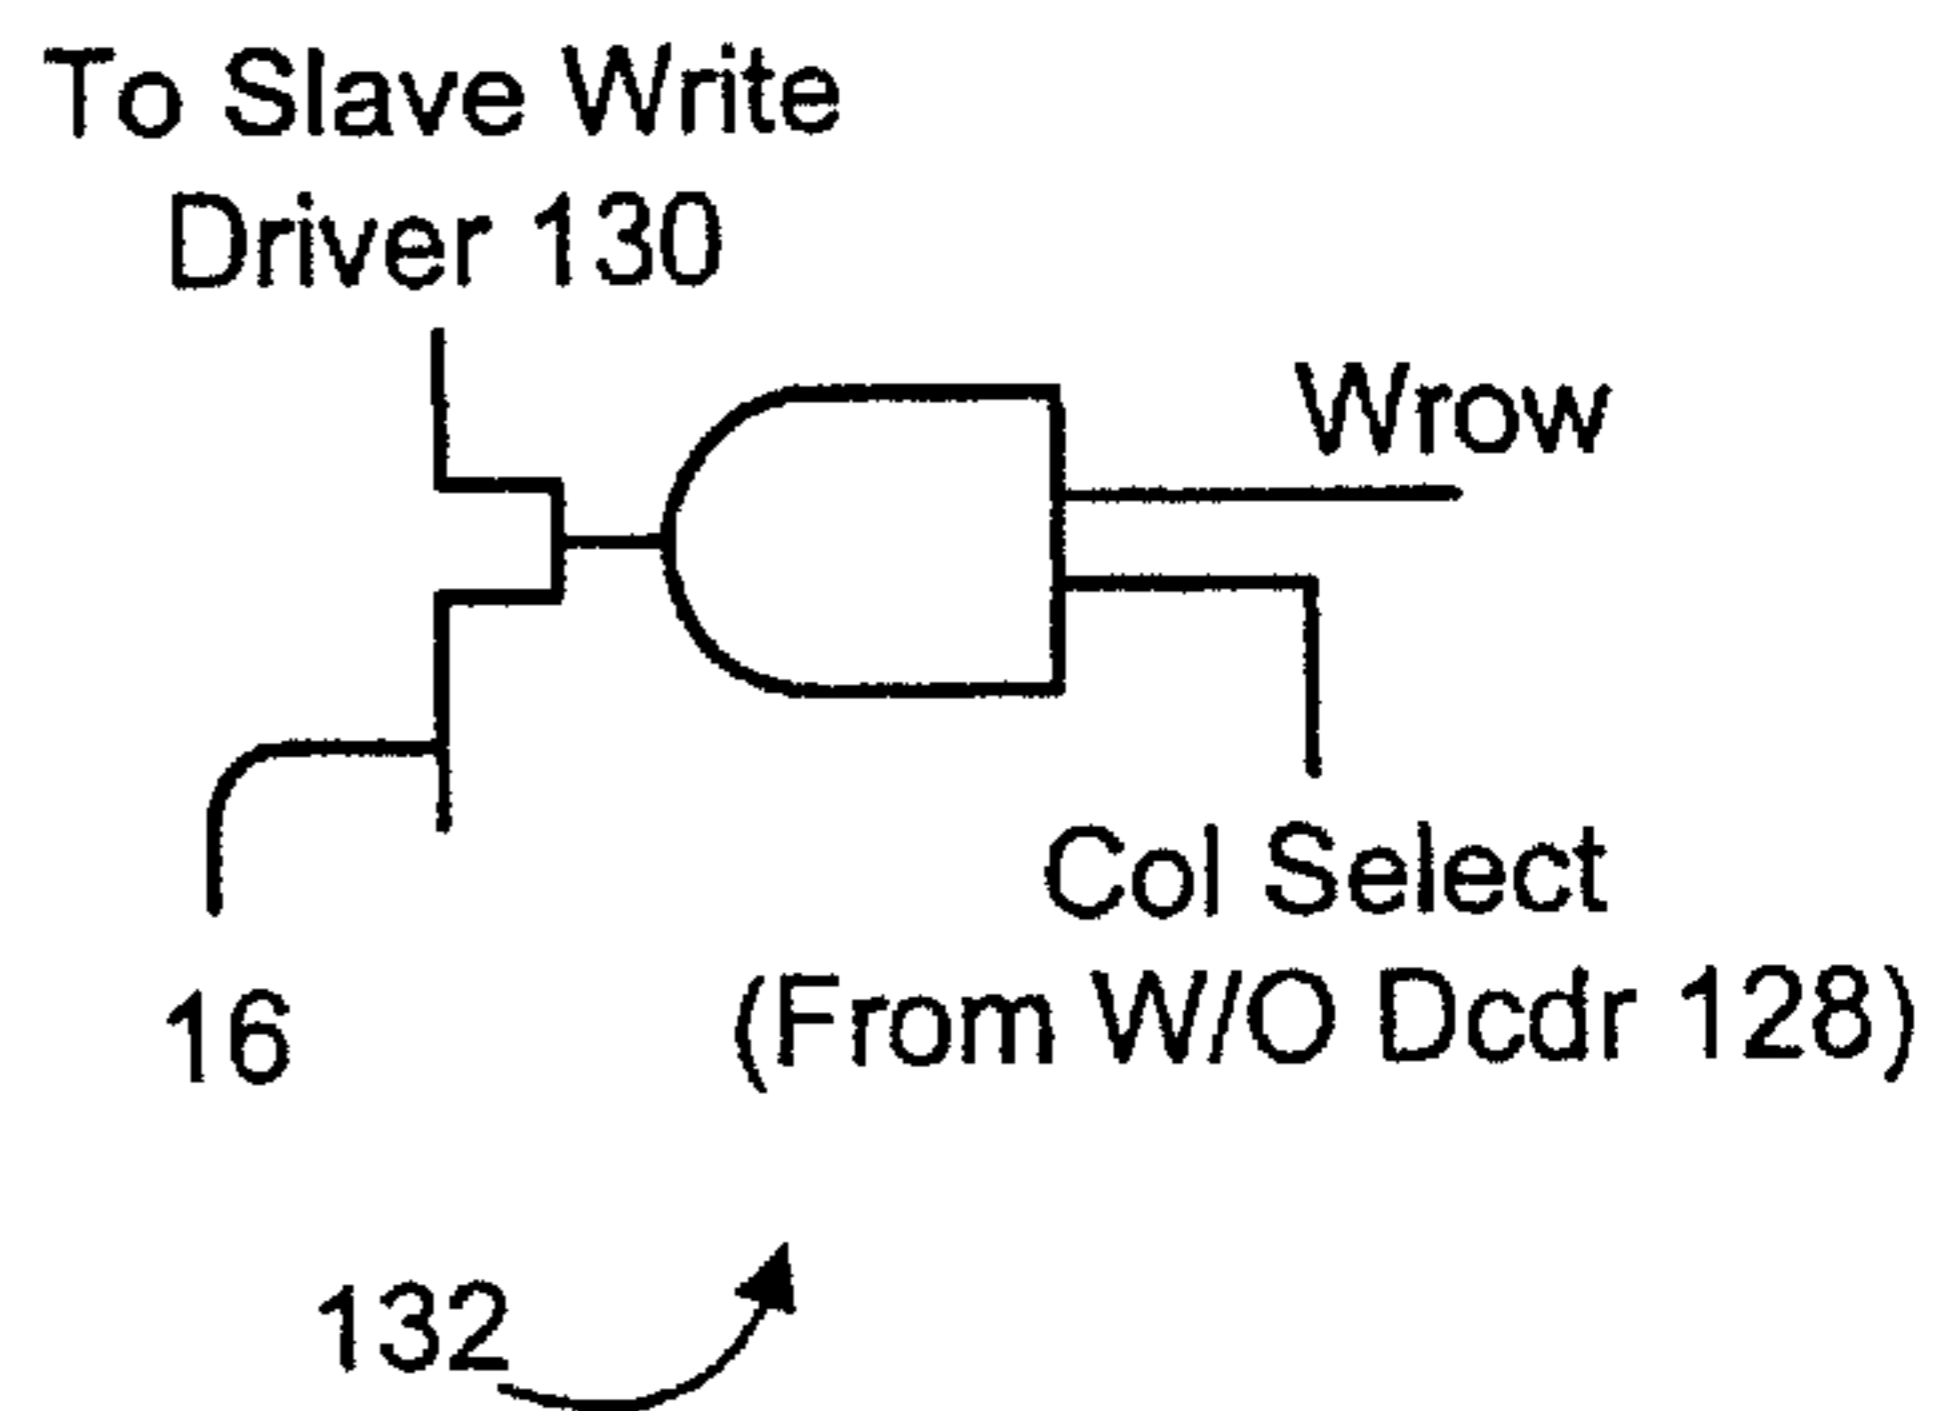 To Slave Write
Driver 130
Wrow
Col Select
(From W/O Dcdr 128)
16
132